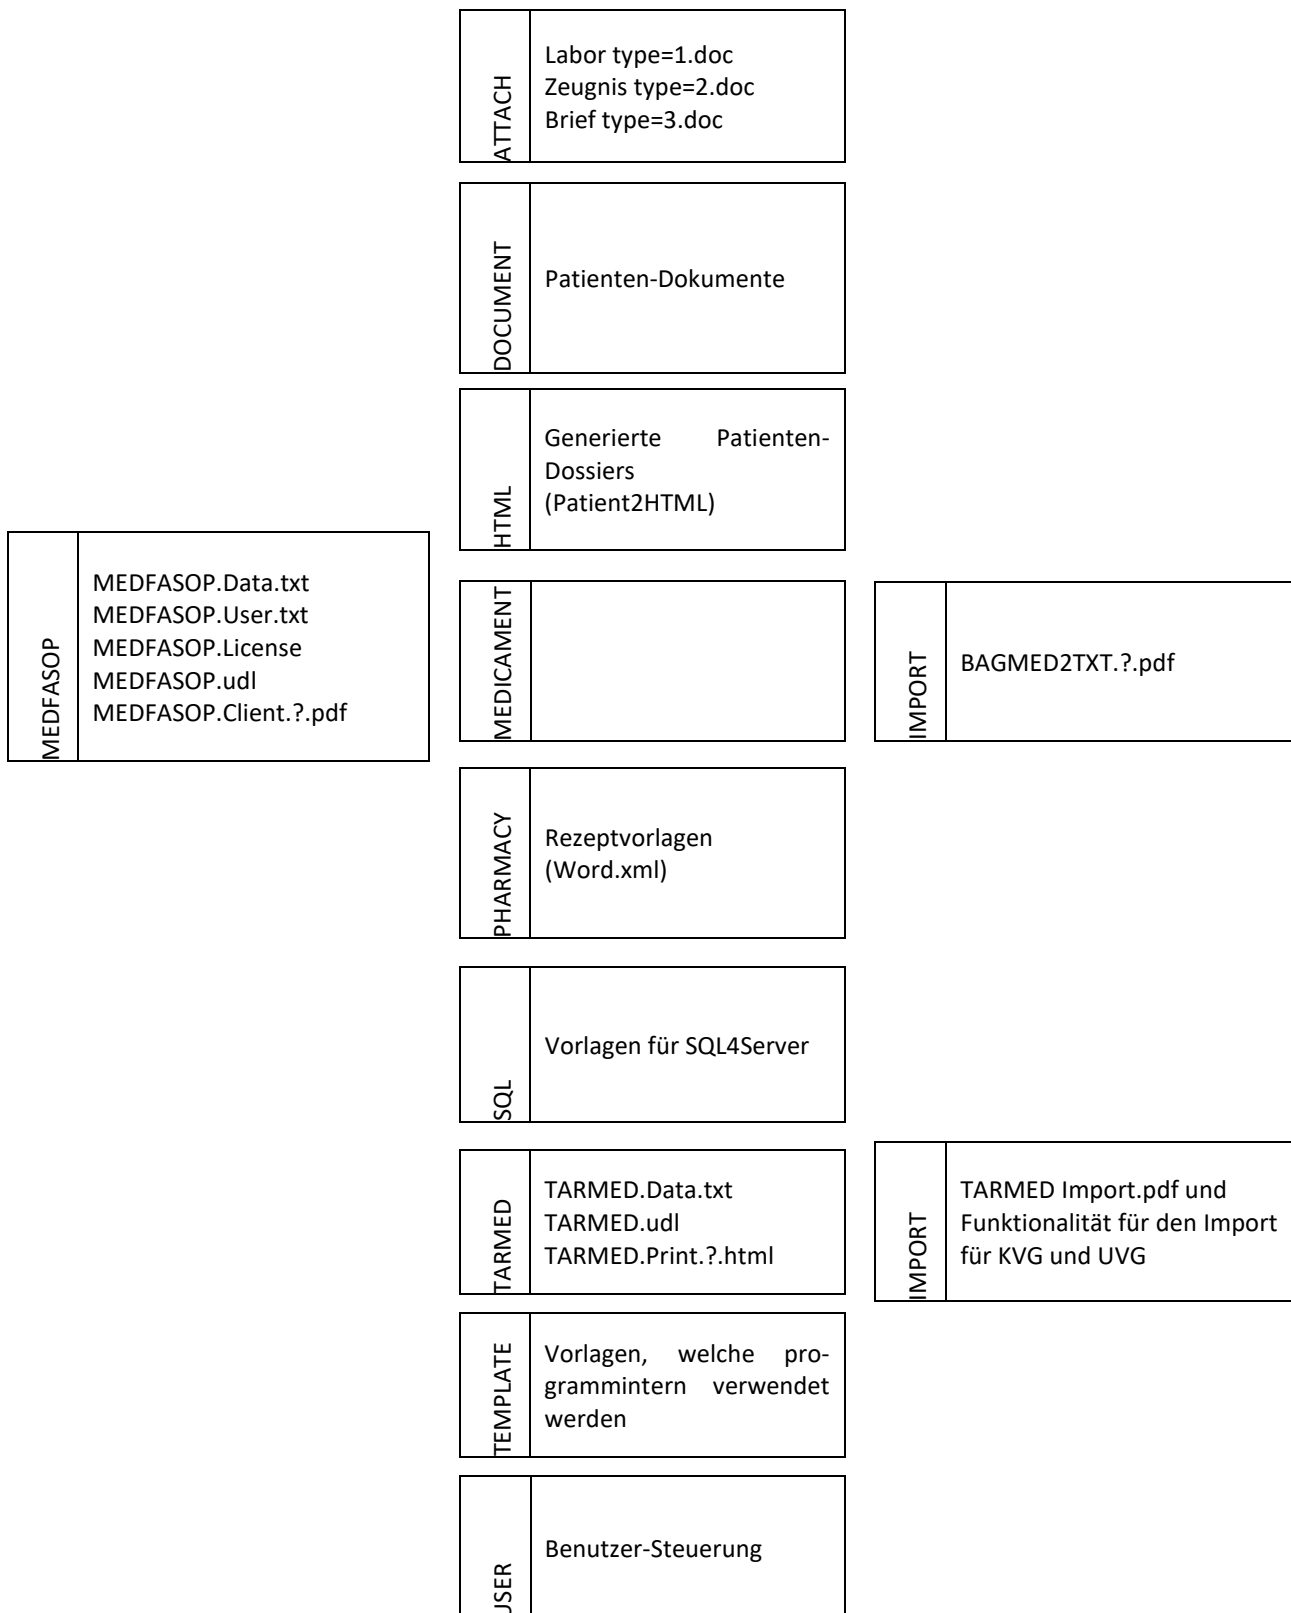 ATTACH
Labor type=1.doc
Zeugnis type=2.doc
Brief type=3.doc
DOCUMENT
Patienten-Dokumente
HTML
Generierte Patienten-
Dossiers
(Patient2HTML)
MEDFASOP
MEDFASOP.Data.txt
MEDFASOP.User.txt
MEDFASOP.License
MEDFASOP.udl
MEDFASOP.Client.?.pdf
MEDICAMENT
IMPORT
BAGMED2TXT.?.pdf
PHARMACY
Rezeptvorlagen
(Word.xml)
SQL
Vorlagen für SQL4Server
TARMED
TARMED.Data.txt
TARMED.udl
TARMED.Print.?.html
IMPORT
TARMED Import.pdf und
Funktionalität für den Import
für KVG und UVG
TEMPLATE
Vorlagen, welche pro-
grammintern verwendet
werden
USER
Benutzer-Steuerung